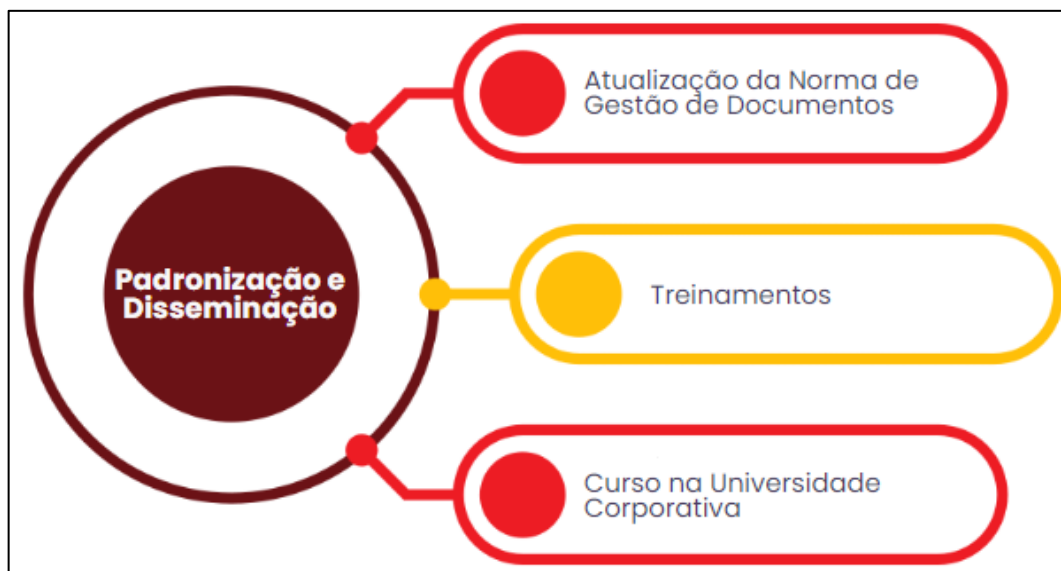 Padronização e
Disseminação
Atualização da Norma de
Gestão de Documentos
Treinamentos
Curso na Universidade
Corporativa